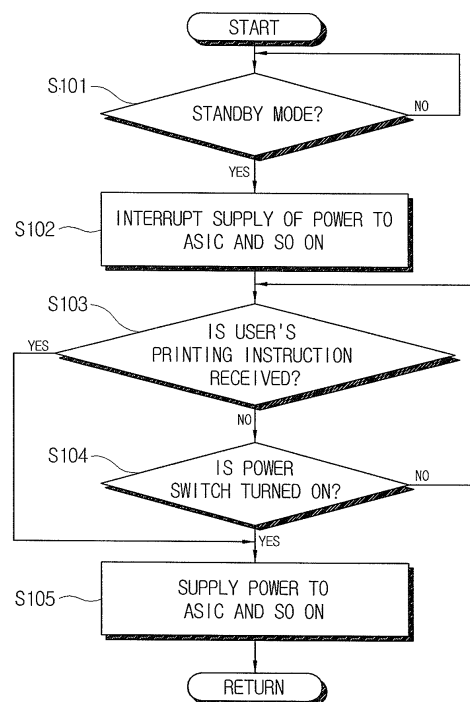 START
S101
STANDBY MODE?
NO
YES
S102
INTERRUPT SUPPLY OF POWER TO
ASIC AND SO ON
S103
IS USER'S
PRINTING INSTRUCTION
RECEIVED?
YES
NO
S104
IS POWER
SWITCH TURNED ON?
NO
YES
S105
SUPPLY POWER TO
ASIC AND SO ON
RETURN